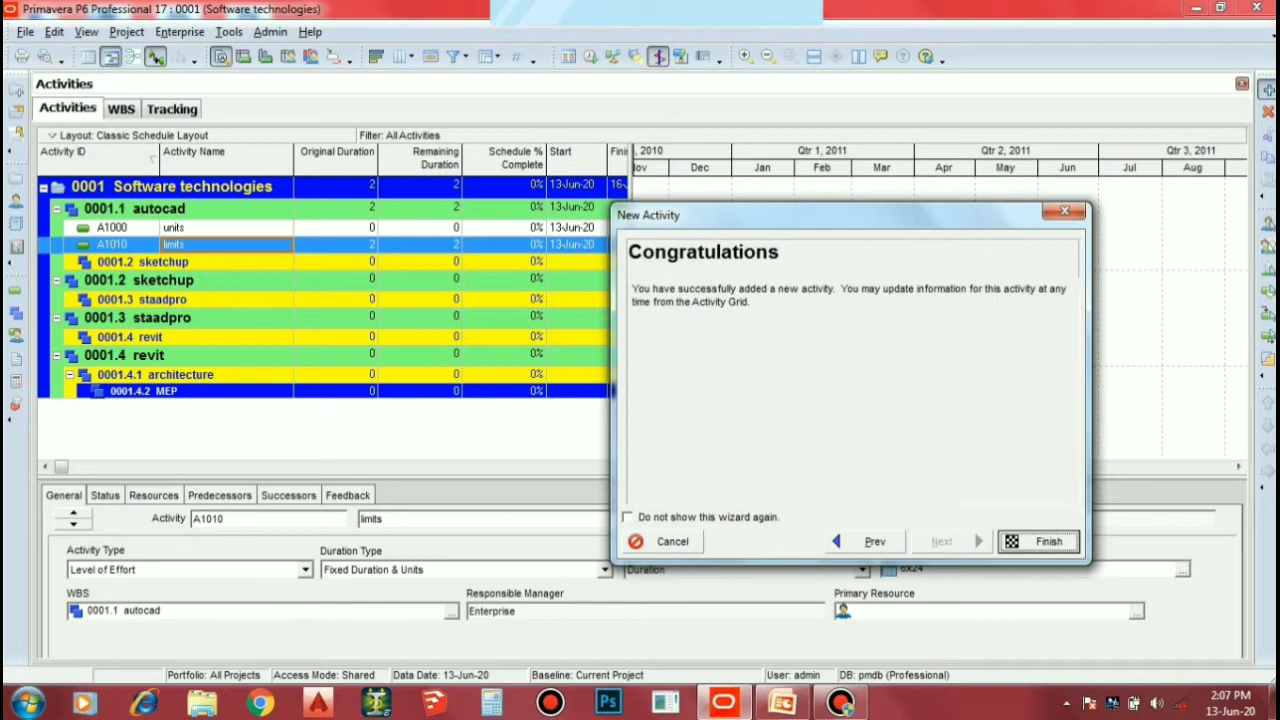 Primavera P6 Professional 17 : 0001 (Software technologies)
File Edit View Project Enterprise Tools Admin Help
Activities
Activities WBS Tracking
Layout: Classic Schedule Layout Filter: All Activities
Activity ID Activity Name Original Duration Remaining Duration Schedule % Complete Start
, 2010 Qtr 1, 2011 Qtr 2, 2011 Qtr 3, 2011
Dec Jan Feb Mar Apr May Jun Jul Aug
0001 Software technologies 2 2 0% 13-Jun-20
0001.1 autocad 2 2 0% 13-Jun-20
A1000 units 0 0 0% 13-Jun-20
A1010 limits 2 2 0% 13-Jun-20
0001.2 sketchup 0 0 0%
0001.2 sketchup 0 0 0%
0001.3 staadpro 0 0 0%
0001.3 staadpro 0 0 0%
0001.4 revit 0 0 0%
0001.4 revit 0 0 0%
0001.4.1 architecture 0 0 0%
0001.4.2 MEP 0 0 0%
New Activity
Congratulations
You have successfully added a new activity. You may update information for this activity at any
time from the Activity Grid.
Do not show this wizard again.
Cancel Prev Next Finish
General Status Resources Predecessors Successors Feedback
Activity A1010 limits
Activity Type Duration Type
Level of Effort Fixed Duration & Units Duration 6x24
WBS Responsible Manager Primary Resource
0001.1 autocad Enterprise
Portfolio: All Projects Access Mode: Shared Data Date: 13-Jun-20 Baseline: Current Project User: admin DB: pmdb (Professional)
2:07 PM
13-Jun-20